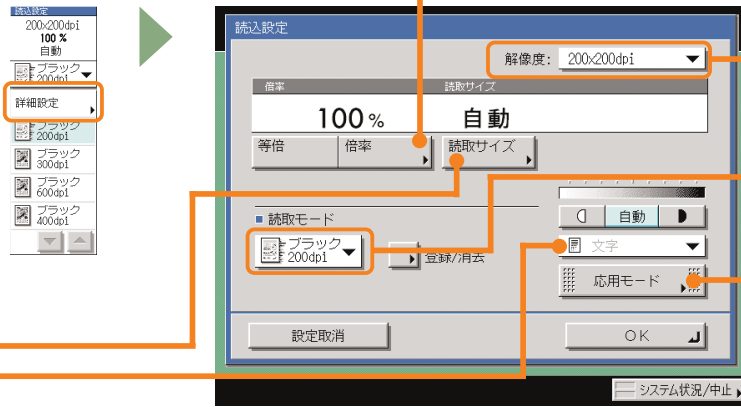 読込設定
200×200dpi
100 %
自動
ブラック
200dpi
詳細設定
ブラック
200dpi
ブラック
300dpi
ブラック
600dpi
ブラック
400dpi
読込設定
解像度: 200×200dpi
倍率 読取サイズ
100 % 自動
等倍 倍率 読取サイズ
■ 読取モード
ブラック
200dpi
登録/消去
自動
文字
応用モード
設定取消 OK
システム状況/中止